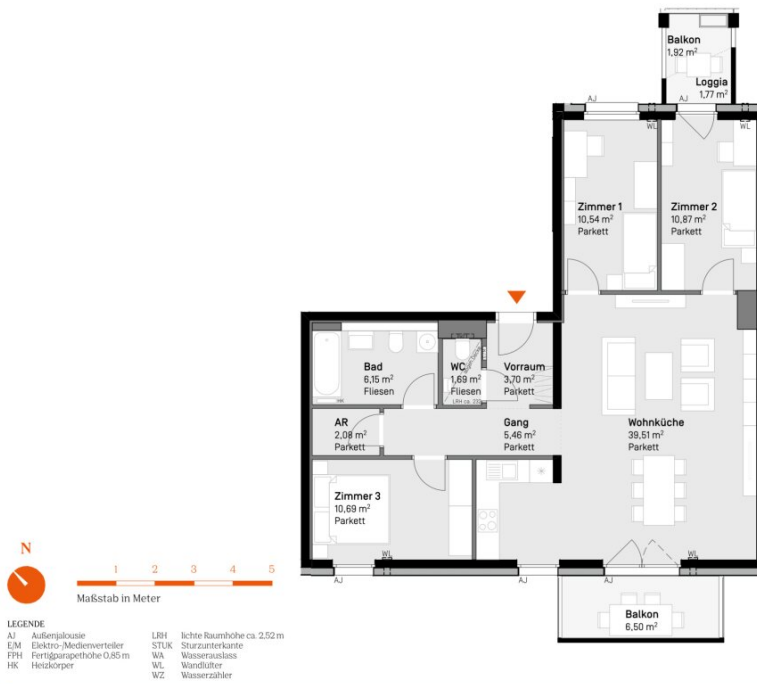 Balkon
1,92 m²
Loggia
1,77 m²
AJ
AJ
WL
WL
Zimmer 1
10,54 m²
Parkett
Zimmer 2
10,87 m²
Parkett
Bad
6,15 m²
Fliesen
HK
WC
1,69 m²
Fliesen
Vorraum
3,70 m²
Parkett
AR
2,08 m²
Parkett
Gang
5,46 m²
Parkett
Wohnküche
39,51 m²
Parkett
Zimmer 3
10,69 m²
Parkett
WL
WL
AJ
AJ
AJ
Balkon
6,50 m²
N
1 2 3 4 5
Maßstab in Meter
LEGENDE
AJ Außenjalousie
E/M Elektro-/Medienverteiler
FPH Fertigparapethöhe 0,85 m
HK Heizkörper
LRH lichte Raumhöhe ca. 2,52 m
STUK Sturzunterkante
WA Wasserauslass
WL Wandlüfter
WZ Wasserzähler